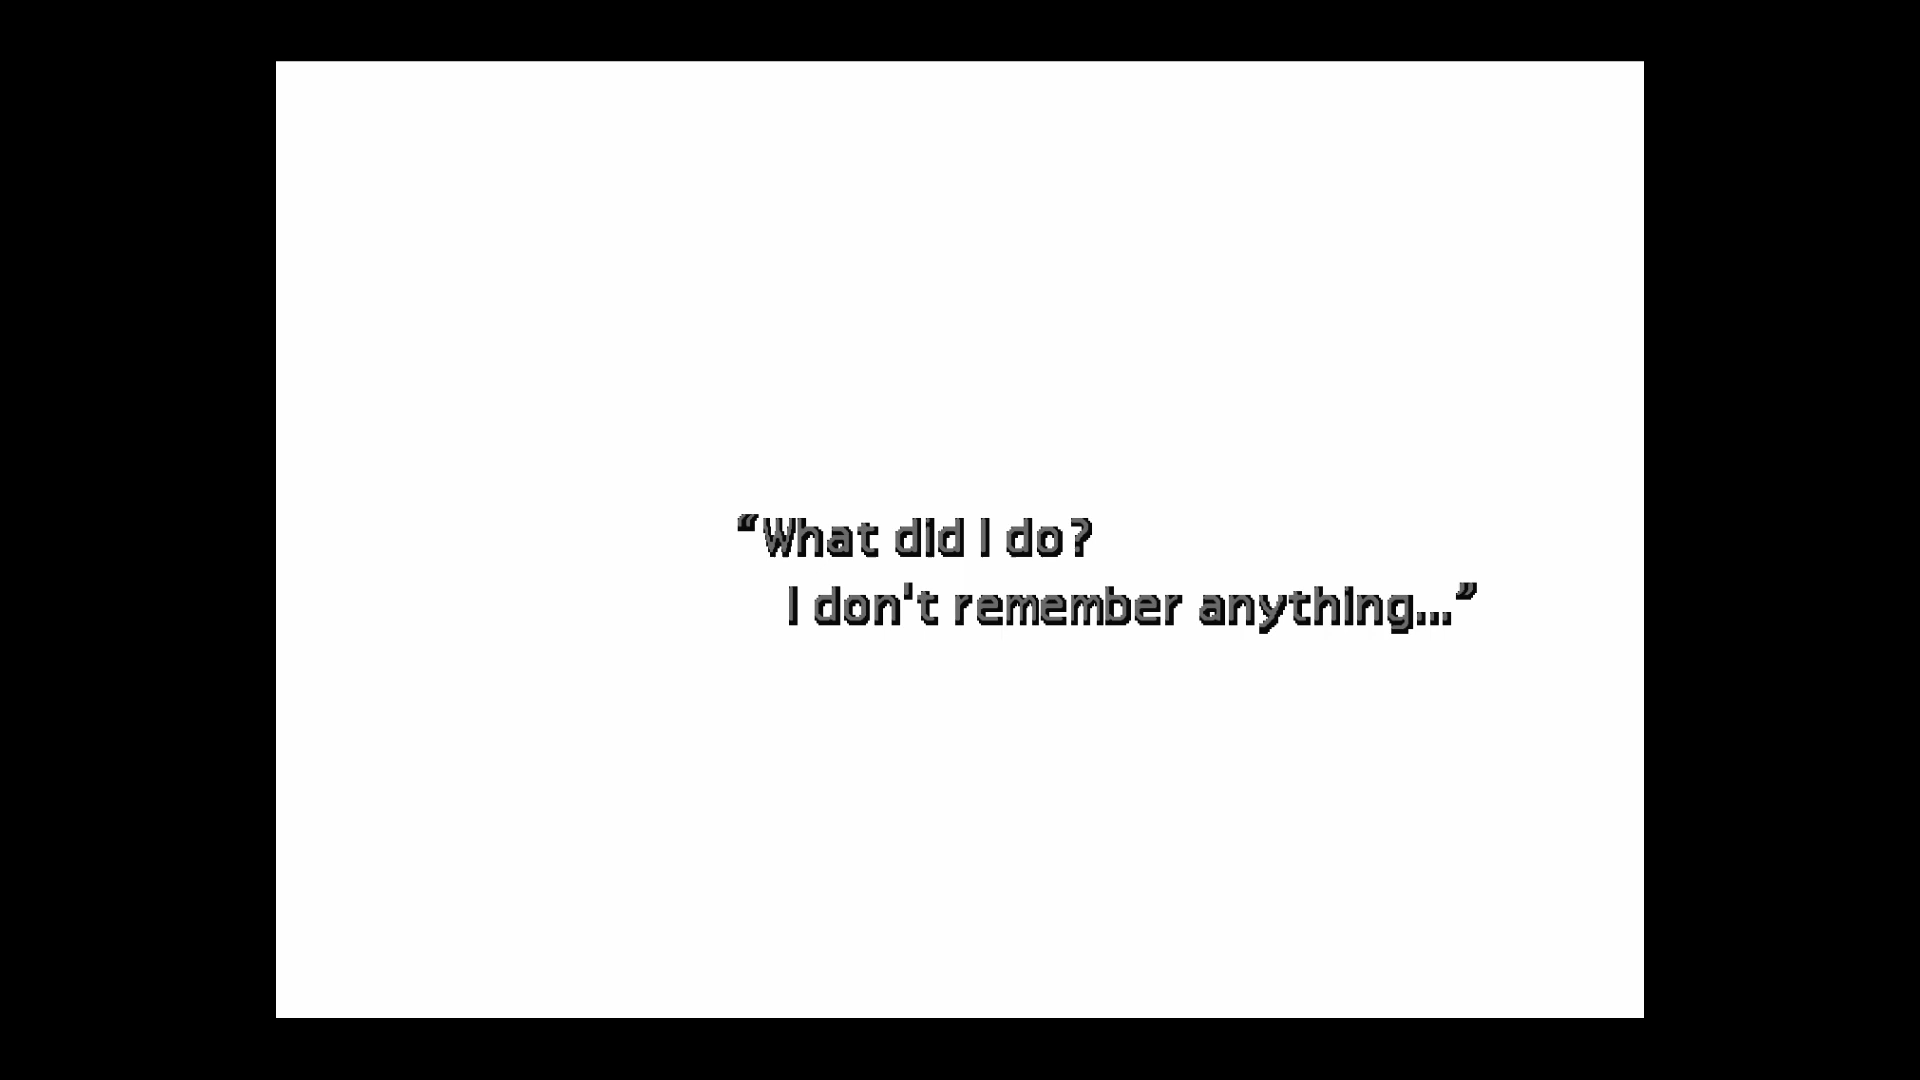 “What did I do?
I don't remember anything...”